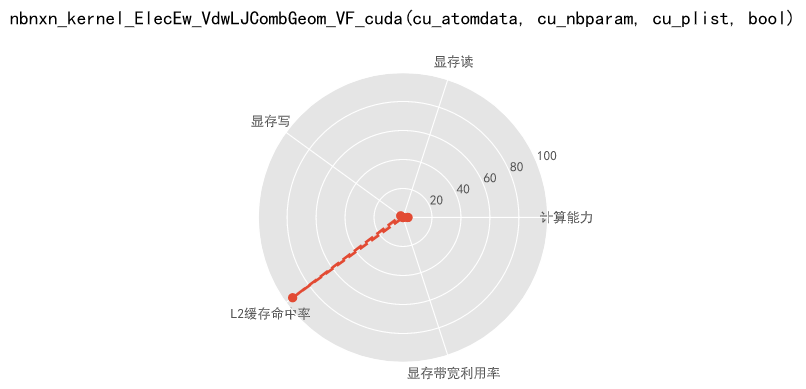 nbnxn_kernel_ElecEw_VdwLJCombGeom_VF_cuda(cu_atomdata, cu_nbparam, cu_plist, bool)
显存读
显存写
100
80
60
40
20
计算能力
L2缓存命中率
显存带宽利用率